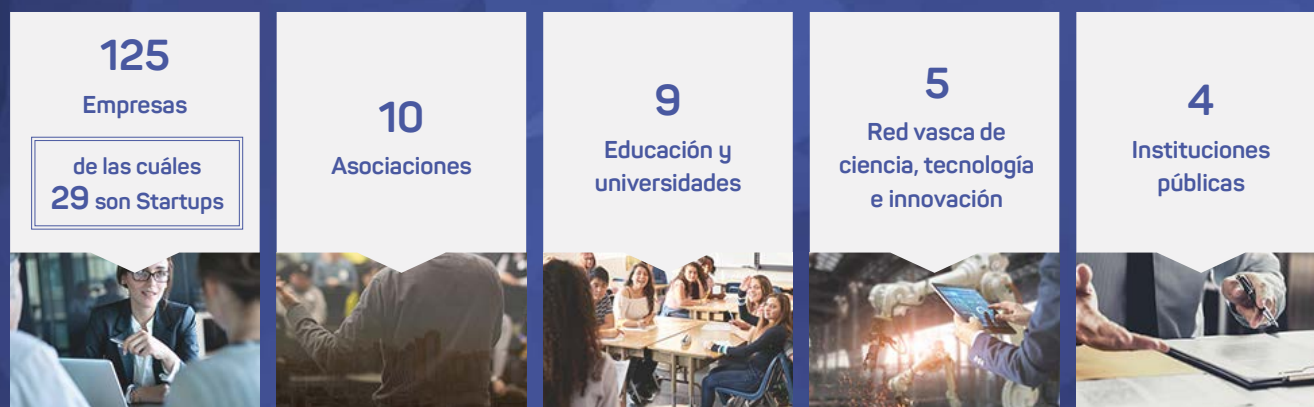 125
Empresas
de las cuáles
29 son Startups
10
Asociaciones
9
Educación y
universidades
5
Red vasca de
ciencia, tecnología
e innovación
4
Instituciones
públicas